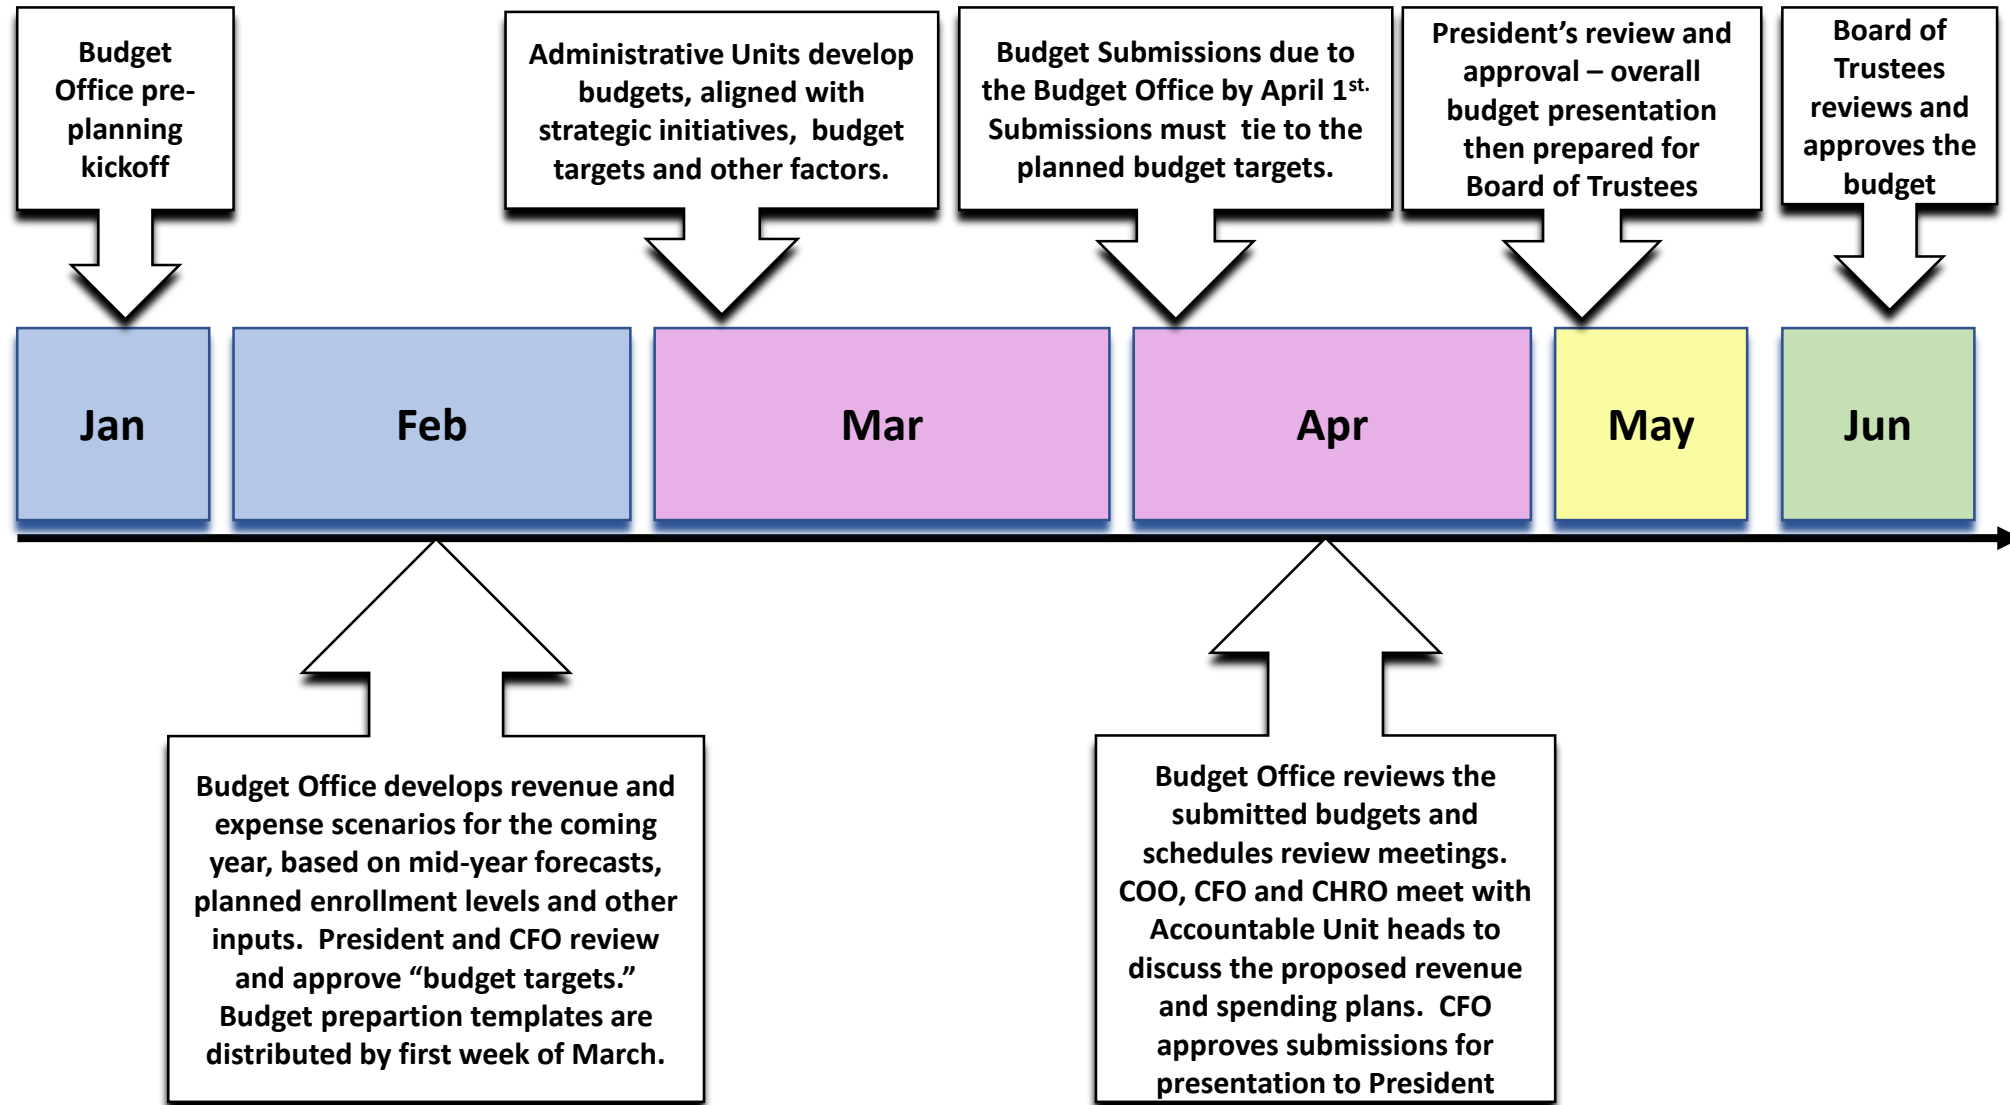 Budget
Office pre-
planning
kickoff
Administrative Units develop
budgets, aligned with
strategic initiatives, budget
targets and other factors.
Budget Submissions due to
the Budget Office by April 1st.
Submissions must tie to the
planned budget targets.
President’s review and
approval – overall
budget presentation
then prepared for
Board of Trustees
Board of
Trustees
reviews and
approves the
budget
Jan
Feb
Mar
Apr
May
Jun
Budget Office develops revenue and
expense scenarios for the coming
year, based on mid-year forecasts,
planned enrollment levels and other
inputs. President and CFO review
and approve “budget targets.”
Budget prepartion templates are
distributed by first week of March.
Budget Office reviews the
submitted budgets and
schedules review meetings.
COO, CFO and CHRO meet with
Accountable Unit heads to
discuss the proposed revenue
and spending plans. CFO
approves submissions for
presentation to President